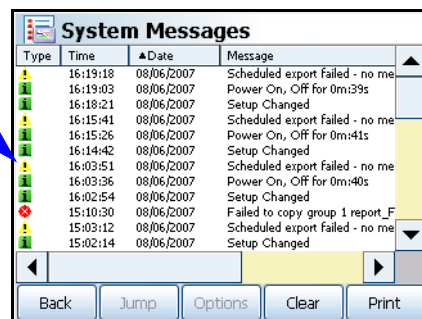 System Messages
Type Time ▲Date Message
16:19:18 08/06/2007 Scheduled export failed - no me
16:19:03 08/06/2007 Power On, Off for 0m:39s
16:18:21 08/06/2007 Setup Changed
16:15:41 08/06/2007 Scheduled export failed - no me
16:15:26 08/06/2007 Power On, Off for 0m:41s
16:14:42 08/06/2007 Setup Changed
16:03:51 08/06/2007 Scheduled export failed - no me
16:03:36 08/06/2007 Power On, Off for 0m:40s
16:02:54 08/06/2007 Setup Changed
15:10:30 08/06/2007 Failed to copy group 1 report_F
15:03:12 08/06/2007 Scheduled export failed - no me
15:02:14 08/06/2007 Setup Changed
Back Jump Options Clear Print